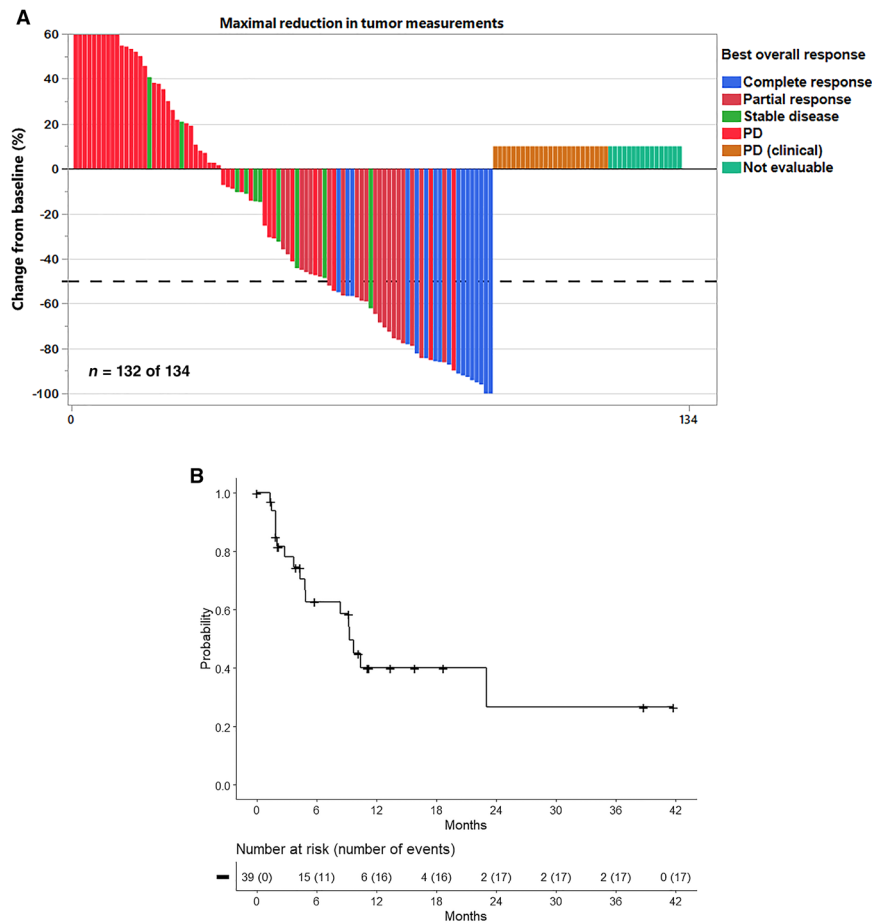 A
Maximal reduction in tumor measurements
Change from baseline (%)
60
40
20
0
-20
-40
-60
-80
-100
n = 132 of 134
0
134
Best overall response
Complete response
Partial response
Stable disease
PD
PD (clinical)
Not evaluable
B
Probability
1.0
0.8
0.6
0.4
0.2
0.0
0 6 12 18 24 30 36 42
Months
Number at risk (number of events)
39 (0) 15 (11) 6 (16) 4 (16) 2 (17) 2 (17) 2 (17) 0 (17)
0 6 12 18 24 30 36 42
Months